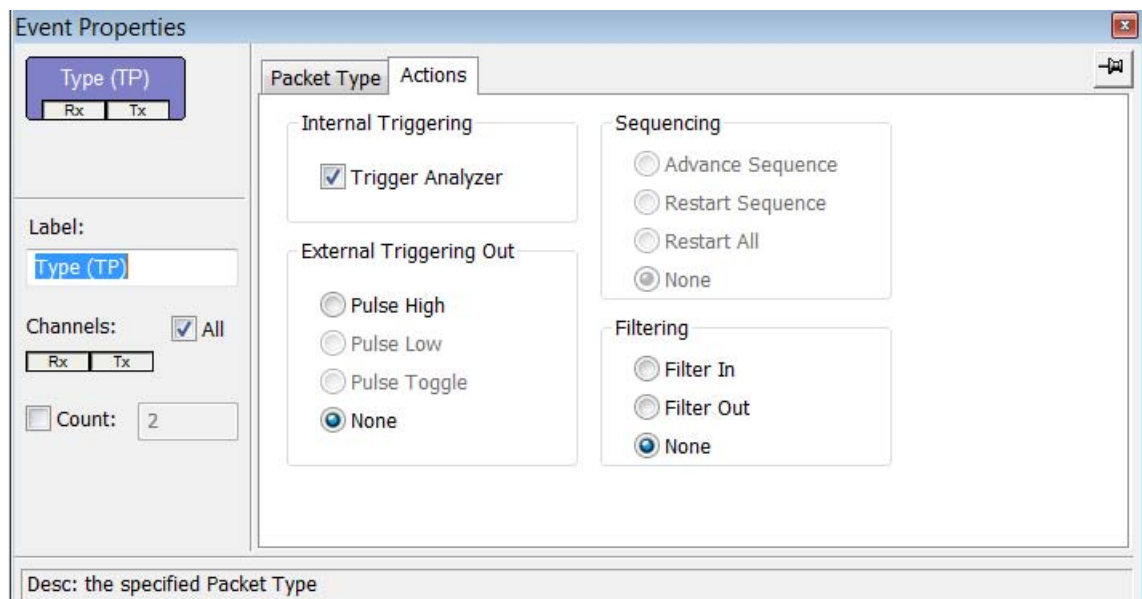 Event Properties
Type (TP)
Rx Tx
Label:
Type (TP)
Channels: All
Rx Tx
Count: 2
Packet Type Actions
Internal Triggering
Trigger Analyzer
External Triggering Out
Pulse High
Pulse Low
Pulse Toggle
None
Sequencing
Advance Sequence
Restart Sequence
Restart All
None
Filtering
Filter In
Filter Out
None
Desc: the specified Packet Type